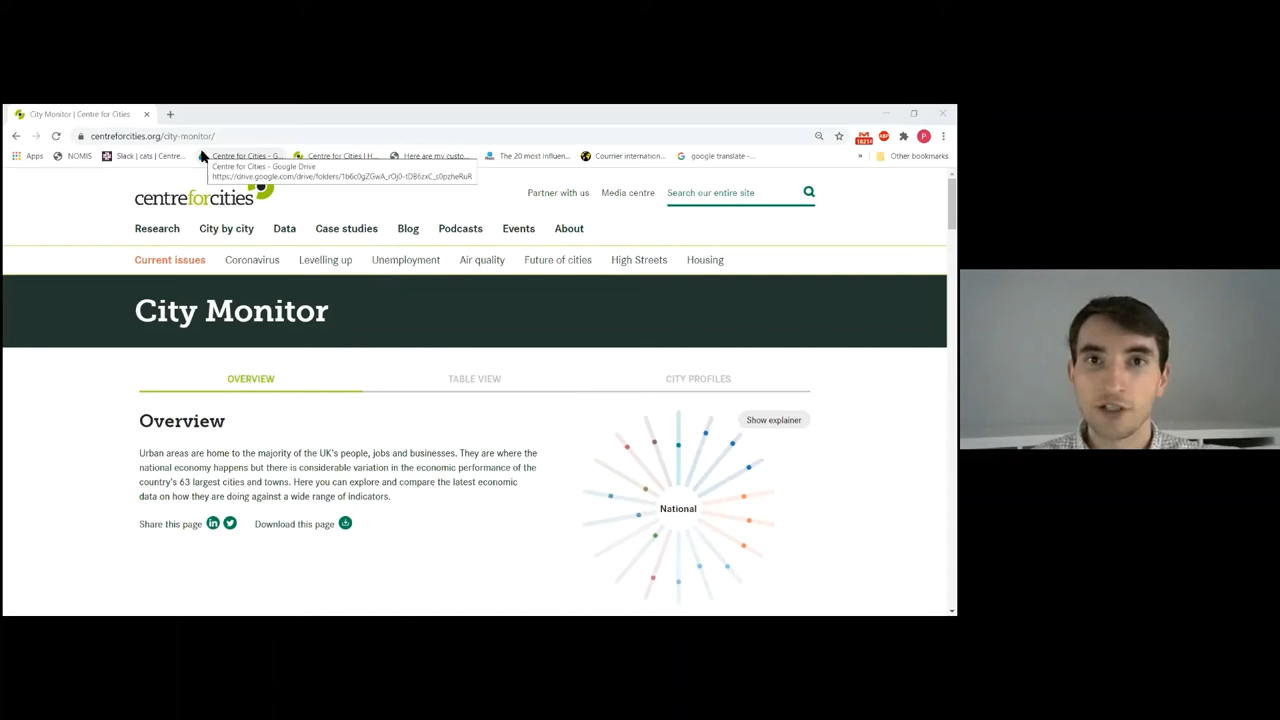 City Monitor | Centre for Cities
centreforcities.org/city-monitor/
Apps NOMIS Slack | cats | Centre... Centre for Cities - G... Centre for Cities | H... Here are my custo... The 20 most influen... Courrier internatio... google translate -... » Other bookmarks
Centre for Cities - Google Drive
centreforcities
Partner with us Media centre Search our entire site
Research City by city Data Case studies Blog Podcasts Events About
Current issues Coronavirus Levelling up Unemployment Air quality Future of cities High Streets Housing
City Monitor
OVERVIEW TABLE VIEW CITY PROFILES
Overview
Show explainer
Urban areas are home to the majority of the UK's people, jobs and businesses. They are where the
national economy happens but there is considerable variation in the economic performance of the
country's 63 largest cities and towns. Here you can explore and compare the latest economic
data on how they are doing against a wide range of indicators.
National
Share this page in Download this page